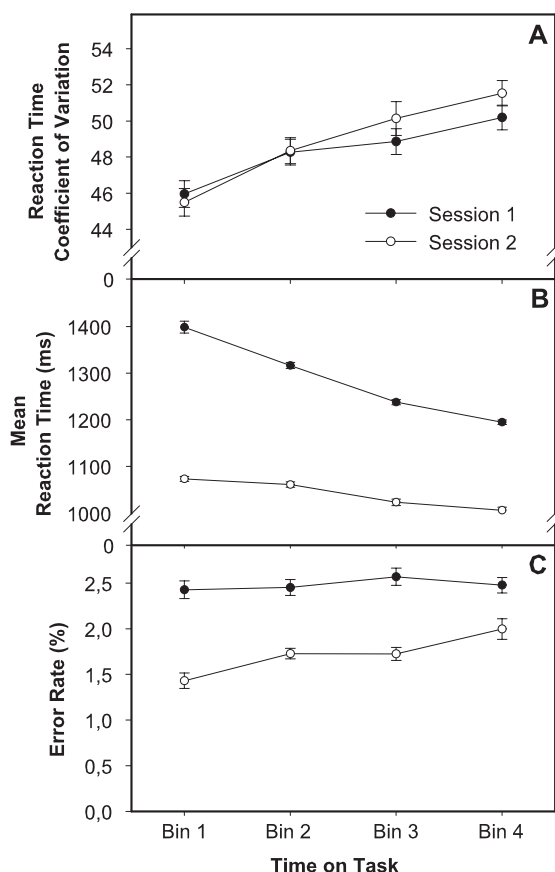 A
54
52
50
48
46
44
0
Reaction Time
Coefficient of Variation
Session 1
Session 2
B
1400
1300
1200
1100
1000
0
Mean
Reaction Time (ms)
C
2,5
2,0
1,5
1,0
0,5
0,0
Error Rate (%)
Bin 1 Bin 2 Bin 3 Bin 4
Time on Task